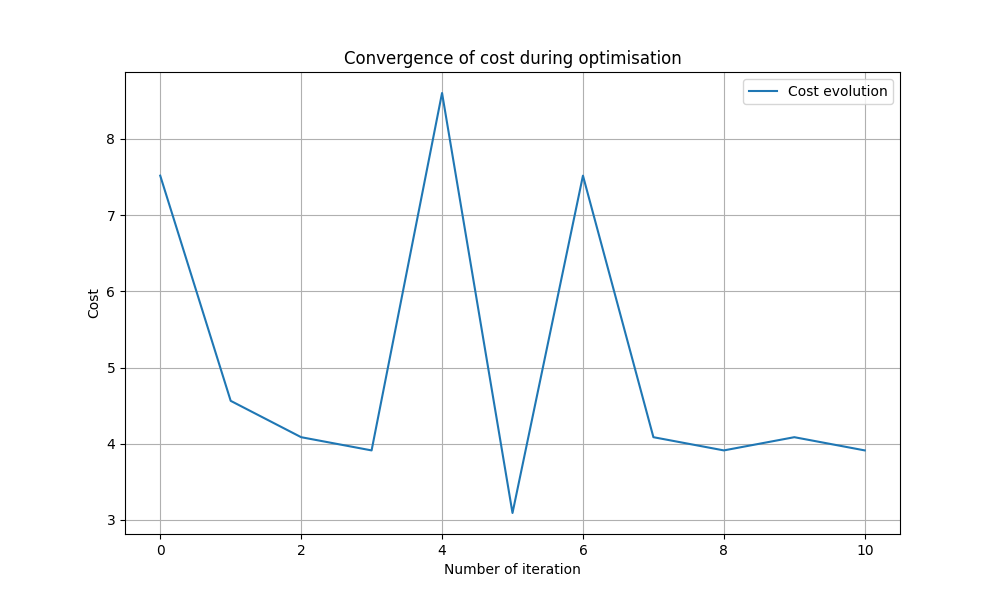 Convergence of cost during optimisation
Cost evolution
8
7
6
5
4
3
Cost
0 2 4 6 8 10
Number of iteration